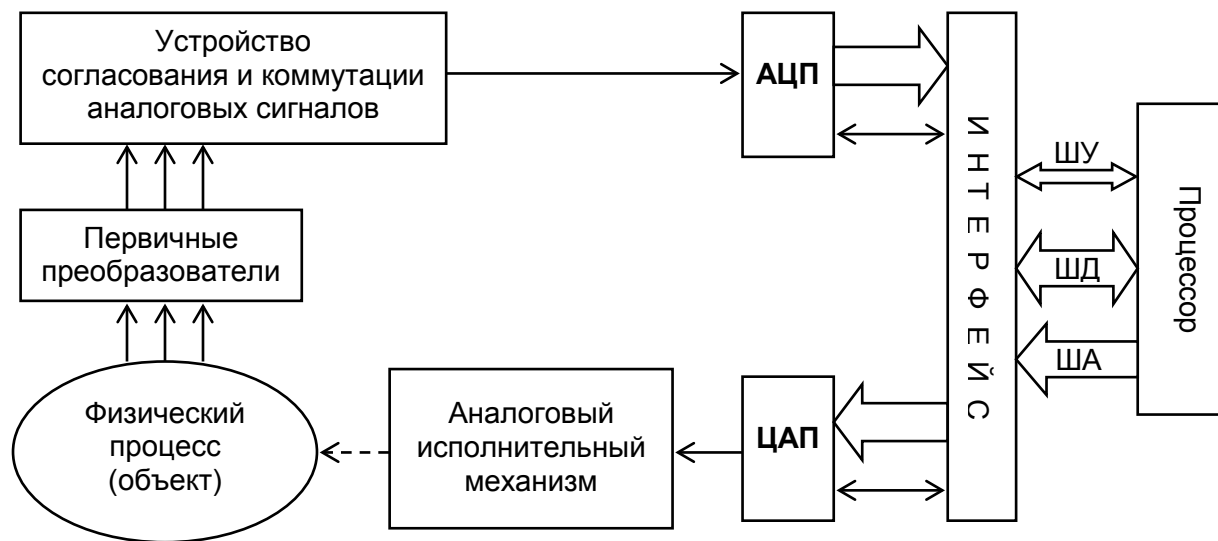 Устройство
согласования и коммутации
аналоговых сигналов
АЦП
ИНТЕРФЕЙС
ШУ
ШД
ША
Процессор
Первичные
преобразователи
Физический
процесс
(объект)
Аналоговый
исполнительный
механизм
ЦАП